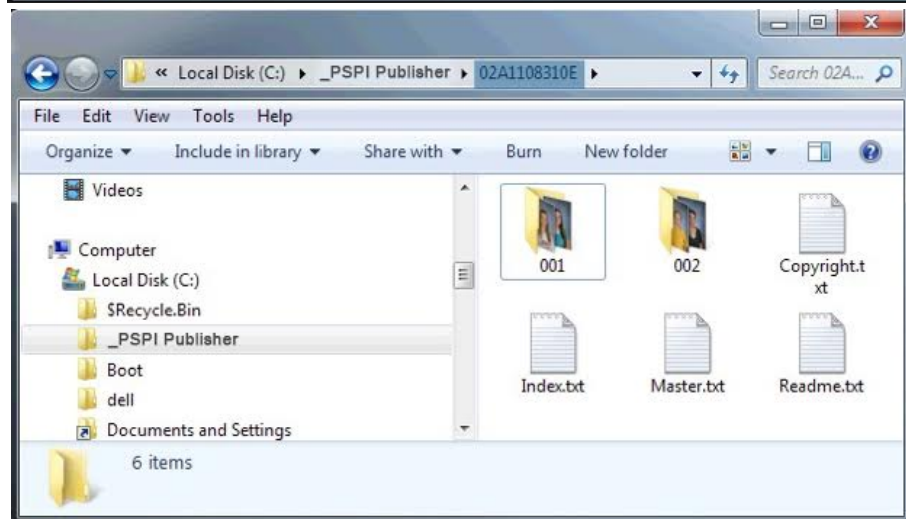 « Local Disk (C:) ▸ _PSPI Publisher ▸ 02A1108310E ▸ Search 02A...
File Edit View Tools Help
Organize Include in library Share with Burn New folder
Videos
Computer
Local Disk (C:)
$Recycle.Bin
_PSPI Publisher
Boot
dell
Documents and Settings
001
002
Copyright.t
xt
Index.txt
Master.txt
Readme.txt
6 items